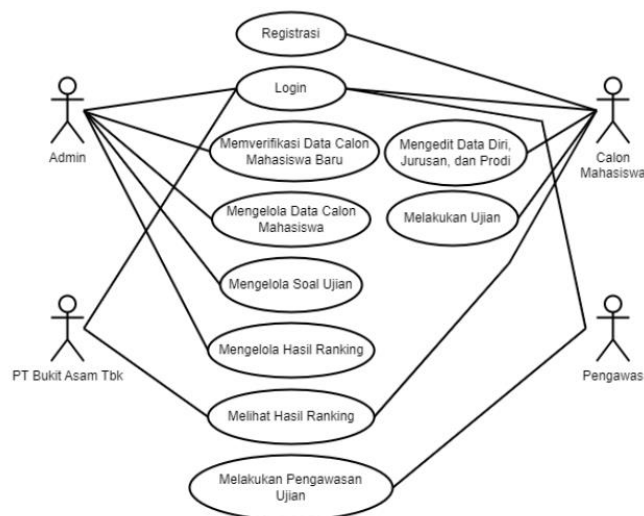 Registrasi
Login
Admin
Memverifikasi Data Calon
Mahasiswa Baru
Mengedit Data Diri,
Jurusan, dan Prodi
Calon
Mahasiswa
Mengelola Data Calon
Mahasiswa
Melakukan Ujian
Mengelola Soal Ujian
PT Bukit Asam Tbk
Mengelola Hasil Ranking
Pengawas
Melihat Hasil Ranking
Melakukan Pengawasan
Ujian